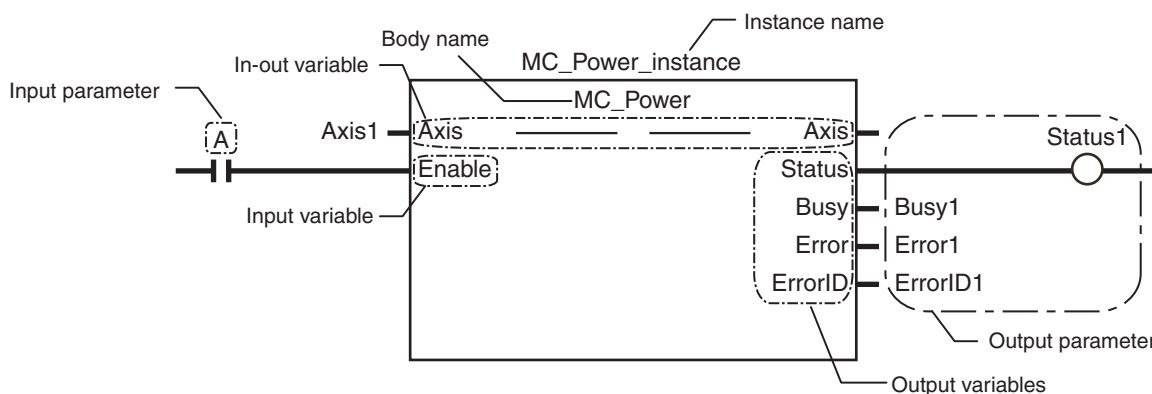 Instance name
Body name
MC_Power_instance
In-out variable
Input parameter
MC_Power
A
Axis1
Axis
Axis
Status1
Enable
Status
Input variable
Busy
Busy1
Error
Error1
ErrorID
ErrorID1
Output parameter
Output variables